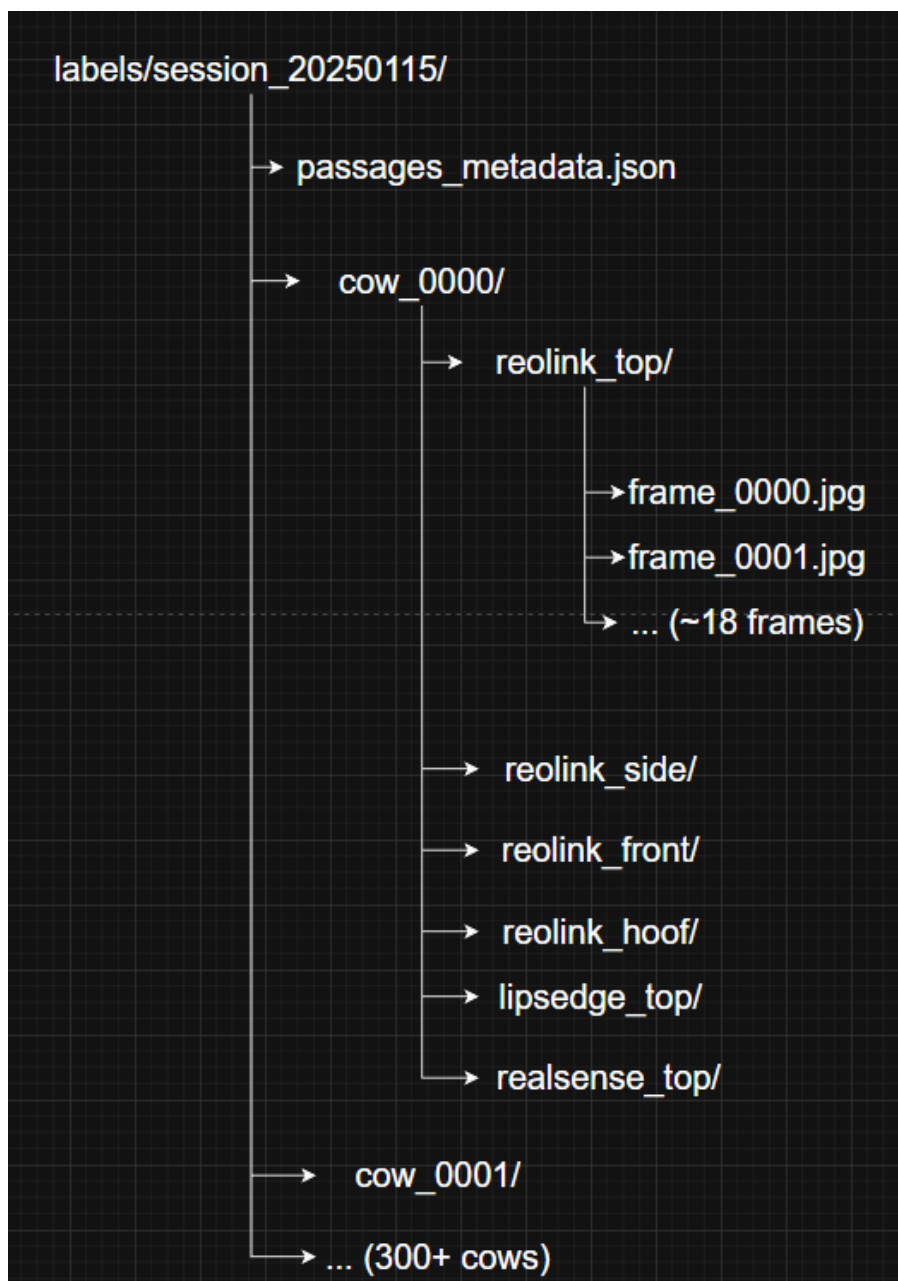 labels/session_20250115/
passages_metadata.json
cow_0000/
reolink_top/
frame_0000.jpg
frame_0001.jpg
... (~18 frames)
reolink_side/
reolink_front/
reolink_hoof/
lipsedge_top/
realsense_top/
cow_0001/
... (300+ cows)